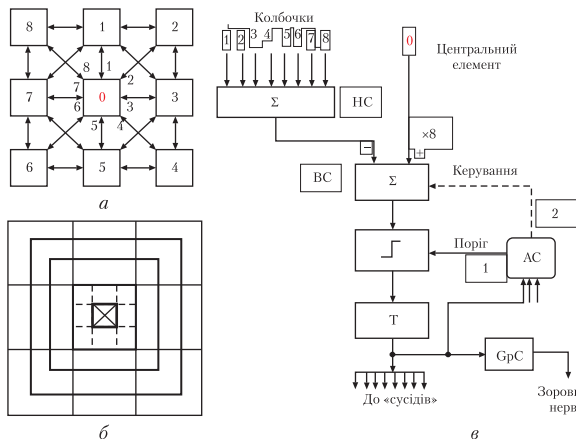 8 1 2
8 1
7 2
7 0 3
6 3
5 4
6 5 4
а
б
Колбочки
1 2 3 4 5 6 7 8
Σ
НС
0
Центральний
елемент
×8
−
+
ВС
Σ
Керування
2
Поріг
1
АС
Т
GpC
До «сусідів»
Зоровий
нерв
в